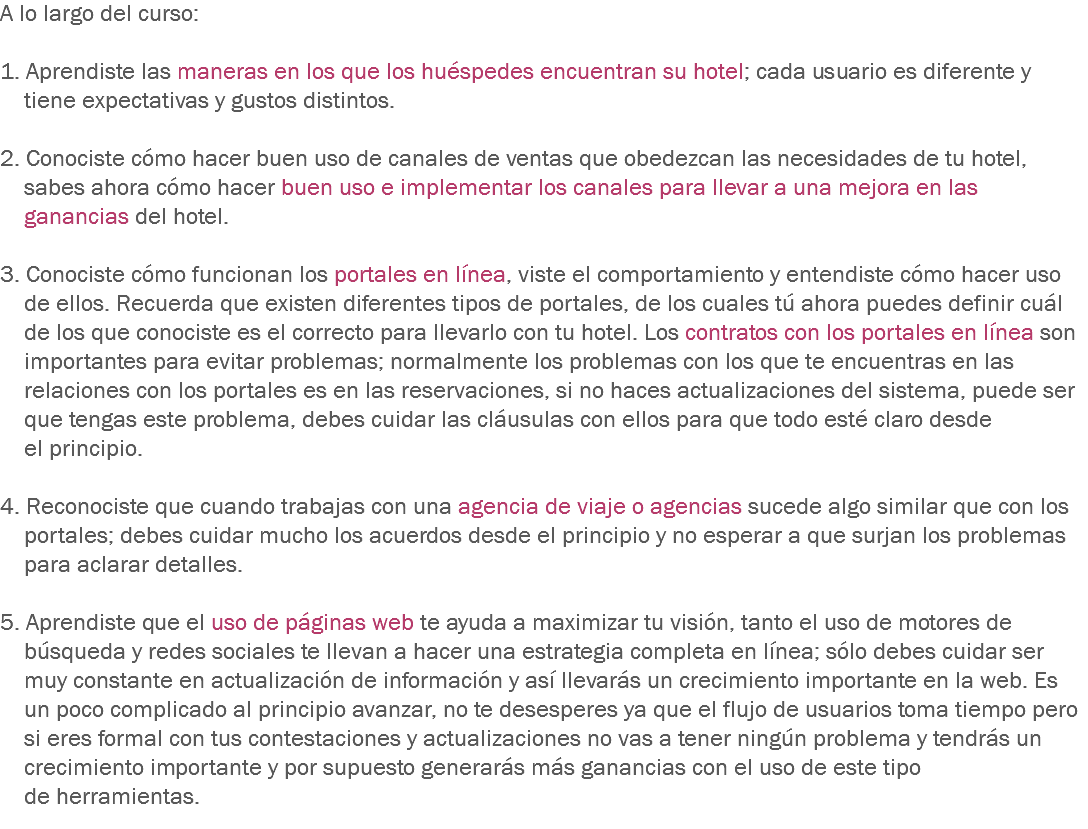 A lo largo del curso:
1. Aprendiste las maneras en los que los huéspedes encuentran su hotel; cada usuario es diferente y
tiene expectativas y gustos distintos.
2. Conociste cómo hacer buen uso de canales de ventas que obedezcan las necesidades de tu hotel,
sabes ahora cómo hacer buen uso e implementar los canales para llevar a una mejora en las
ganancias del hotel.
3. Conociste cómo funcionan los portales en línea, viste el comportamiento y entendiste cómo hacer uso
de ellos. Recuerda que existen diferentes tipos de portales, de los cuales tú ahora puedes definir cuál
de los que conociste es el correcto para llevarlo con tu hotel. Los contratos con los portales en línea son
importantes para evitar problemas; normalmente los problemas con los que te encuentras en las
relaciones con los portales es en las reservaciones, si no haces actualizaciones del sistema, puede ser
que tengas este problema, debes cuidar las cláusulas con ellos para que todo esté claro desde
el principio.
4. Reconociste que cuando trabajas con una agencia de viaje o agencias sucede algo similar que con los
portales; debes cuidar mucho los acuerdos desde el principio y no esperar a que surjan los problemas
para aclarar detalles.
5. Aprendiste que el uso de páginas web te ayuda a maximizar tu visión, tanto el uso de motores de
búsqueda y redes sociales te llevan a hacer una estrategia completa en línea; sólo debes cuidar ser
muy constante en actualización de información y así llevarás un crecimiento importante en la web. Es
un poco complicado al principio avanzar, no te desesperes ya que el flujo de usuarios toma tiempo pero
si eres formal con tus contestaciones y actualizaciones no vas a tener ningún problema y tendrás un
crecimiento importante y por supuesto generarás más ganancias con el uso de este tipo
de herramientas.